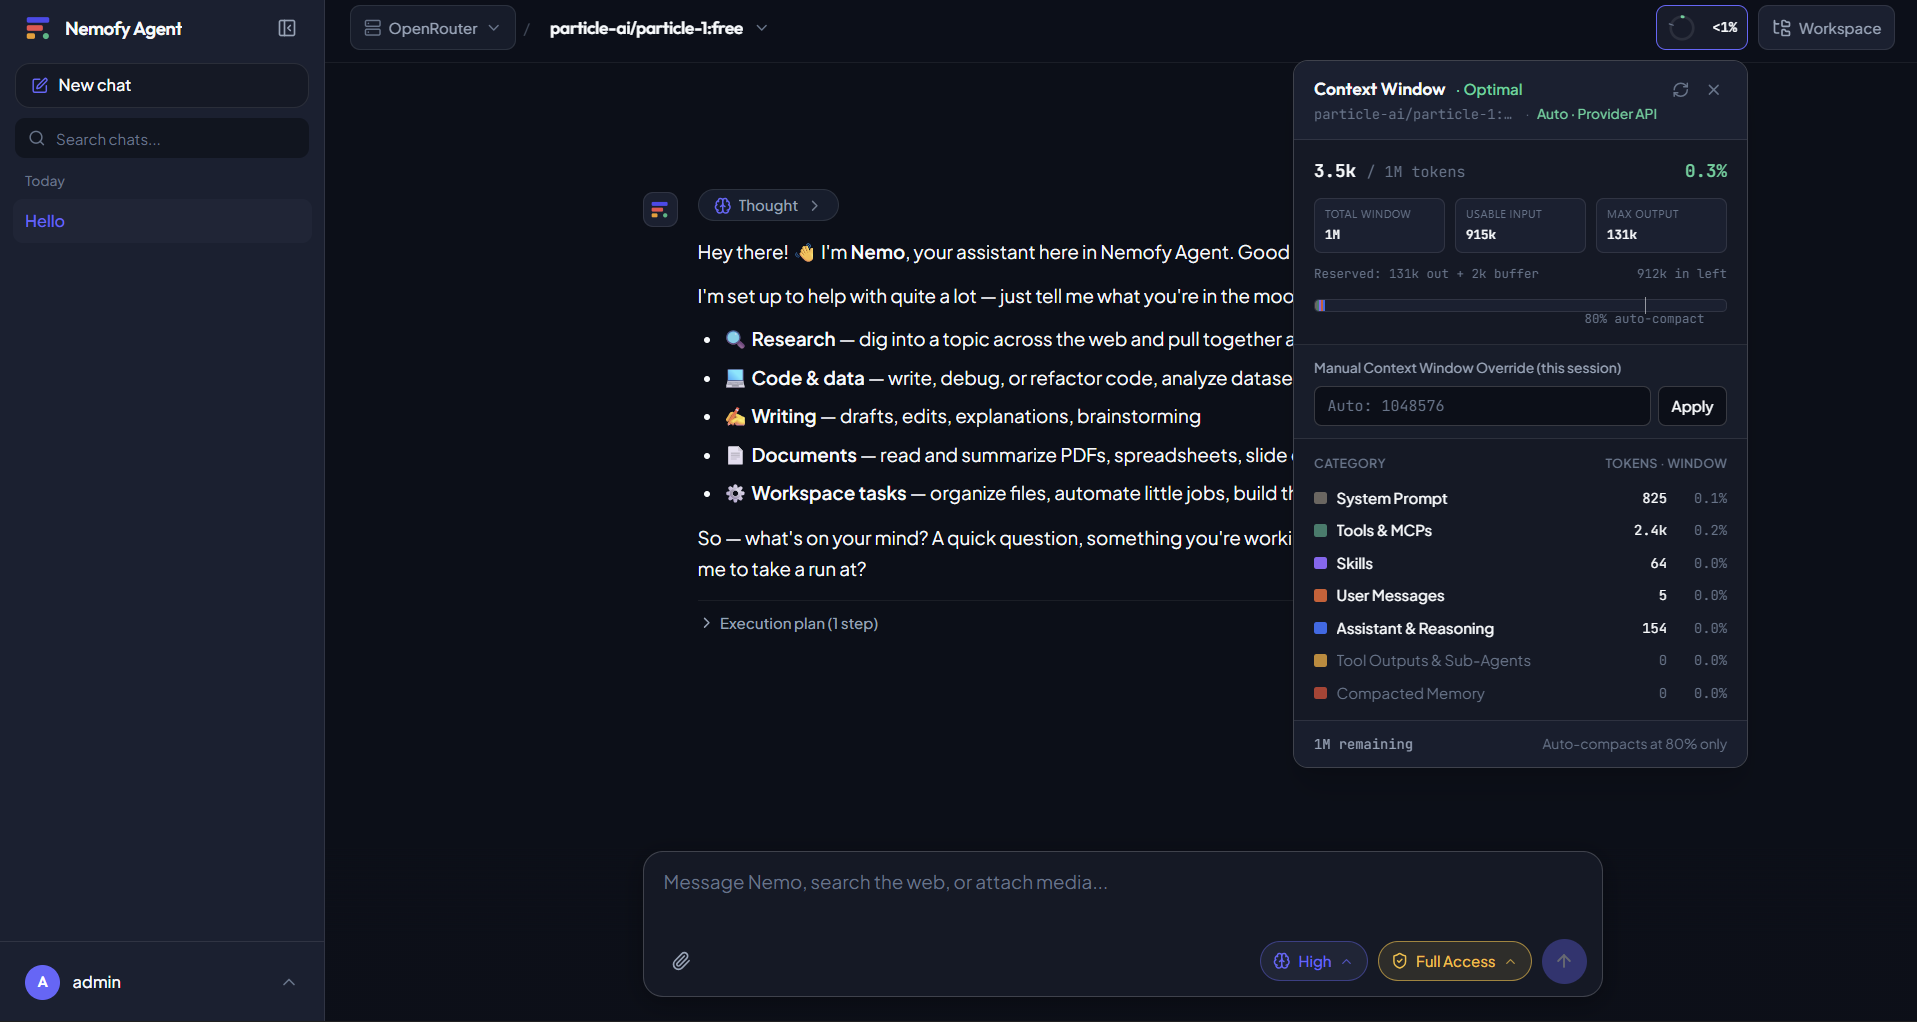 Nemofy Agent
New chat
Search chats...
Today
Hello
A
admin
OpenRouter
/
particle-ai/particle-1:free
<1%
Workspace
Thought
Hey there! 👋 I'm Nemo, your assistant here in Nemofy Agent. Good
I'm set up to help with quite a lot — just tell me what you're in the moo
• 🔍 Research — dig into a topic across the web and pull together a
• 💻 Code & data — write, debug, or refactor code, analyze datase
• ✍️ Writing — drafts, edits, explanations, brainstorming
• 📄 Documents — read and summarize PDFs, spreadsheets, slide
• ⚙️ Workspace tasks — organize files, automate little jobs, build th
So — what's on your mind? A quick question, something you're worki
me to take a run at?
Execution plan (1 step)
Context Window · Optimal
particle-ai/particle-1:… · Auto · Provider API
3.5k / 1M tokens 0.3%
TOTAL WINDOW
1M
USABLE INPUT
915k
MAX OUTPUT
131k
Reserved: 131k out + 2k buffer 912k in left
80% auto-compact
Manual Context Window Override (this session)
Auto: 1048576
Apply
CATEGORY TOKENS · WINDOW
System Prompt 825 0.1%
Tools & MCPs 2.4k 0.2%
Skills 64 0.0%
User Messages 5 0.0%
Assistant & Reasoning 154 0.0%
Tool Outputs & Sub-Agents 0 0.0%
Compacted Memory 0 0.0%
1M remaining Auto-compacts at 80% only
Message Nemo, search the web, or attach media...
High
Full Access